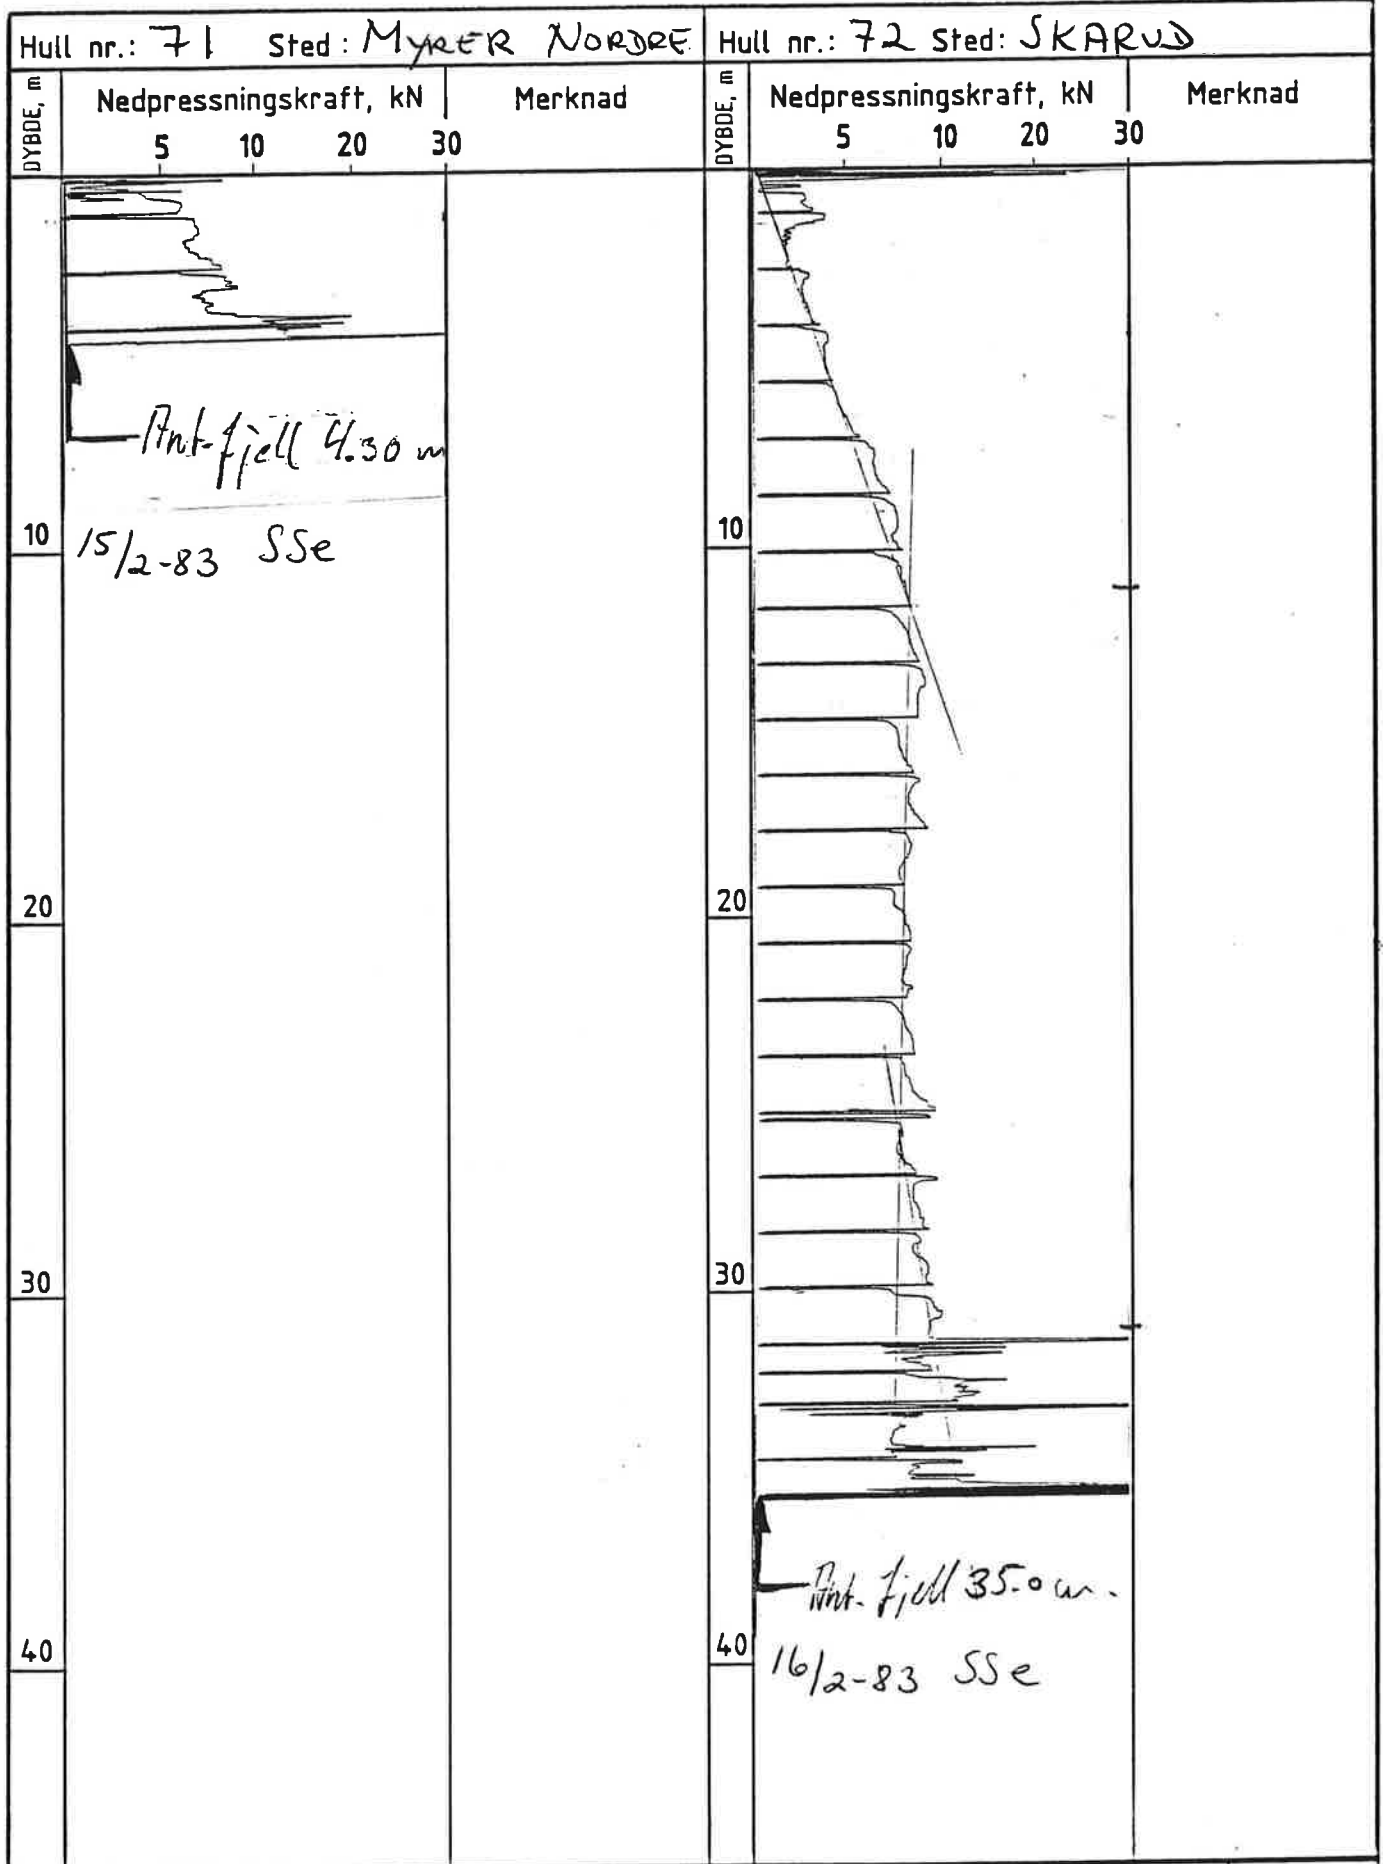 Hull nr.: 71 Sted: MYRER NORDRE
DYBDE, m
Nedpressningskraft, kN
Merknad
5 10 20 30
Ant. fjell 4.30 m
10
15/2-83 SSe
20
30
40
Hull nr.: 72 Sted: SKARUD
DYBDE, m
Nedpressningskraft, kN
Merknad
5 10 20 30
10
20
30
Ant. fjell 35.0 m.
40
16/2-83 SSe